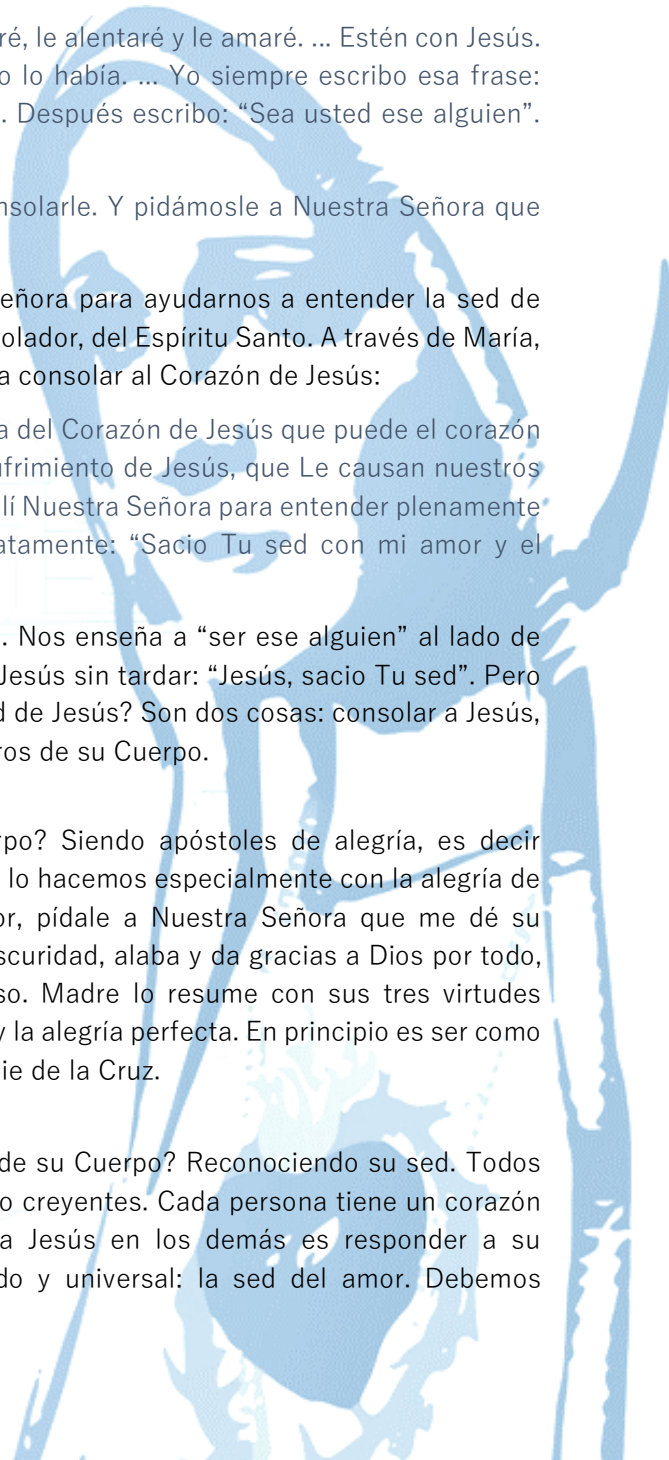 ré, le alentaré y le amaré. ... Estén con Jesús.
o lo había. ... Yo siempre escribo esa frase:
. Después escribo: “Sea usted ese alguien”.
nsolarle. Y pidámosle a Nuestra Señora que
eñora para ayudarnos a entender la sed de
olador, del Espíritu Santo. A través de María,
a consolar al Corazón de Jesús:
a del Corazón de Jesús que puede el corazón
ufrimiento de Jesús, que Le causan nuestros
lí Nuestra Señora para entender plenamente
atamente: “Sacio Tu sed con mi amor y el
. Nos enseña a “ser ese alguien” al lado de
Jesús sin tardar: “Jesús, sacio Tu sed”. Pero
d de Jesús? Son dos cosas: consolar a Jesús,
ros de su Cuerpo.
rpo? Siendo apóstoles de alegría, es decir
lo hacemos especialmente con la alegría de
or, pídale a Nuestra Señora que me dé su
scuridad, alaba y da gracias a Dios por todo,
so. Madre lo resume con sus tres virtudes
y la alegría perfecta. En principio es ser como
ie de la Cruz.
de su Cuerpo? Reconociendo su sed. Todos
o creyentes. Cada persona tiene un corazón
a Jesús en los demás es responder a su
do y universal: la sed del amor. Debemos